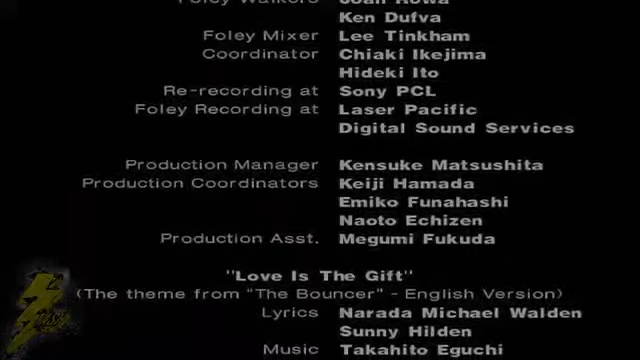 Foley Walkers Joan Rowa
Ken Dufva
Foley Mixer Lee Tinkham
Coordinator Chiaki Ikejima
Hideki Ito
Re-recording at Sony PCL
Foley Recording at Laser Pacific
Digital Sound Services
Production Manager Kensuke Matsushita
Production Coordinators Keiji Hamada
Emiko Funahashi
Naoto Echizen
Production Asst. Megumi Fukuda
"Love Is The Gift"
(The theme from "The Bouncer" - English Version)
Lyrics Narada Michael Walden
Sunny Hilden
Music Takahito Eguchi